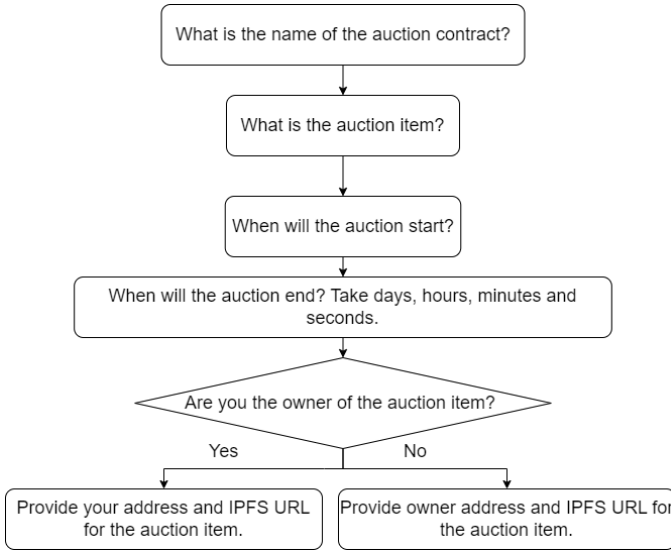 What is the name of the auction contract?
What is the auction item?
When will the auction start?
When will the auction end? Take days, hours, minutes and
seconds.
Are you the owner of the auction item?
Yes
No
Provide your address and IPFS URL
for the auction item.
Provide owner address and IPFS URL for
the auction item.